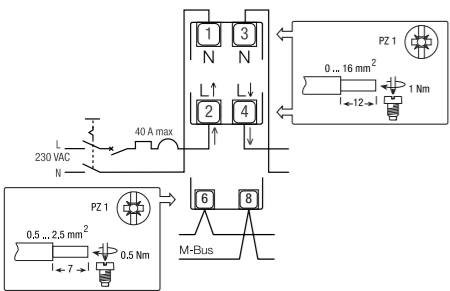 1 3
N N
L↑ L↓
2 4
40 A max
L
230 VAC
N
PZ 1
0 ... 16 mm²
1 Nm
12
6 8
M-Bus
PZ 1
0.5 ... 2.5 mm²
0.5 Nm
7